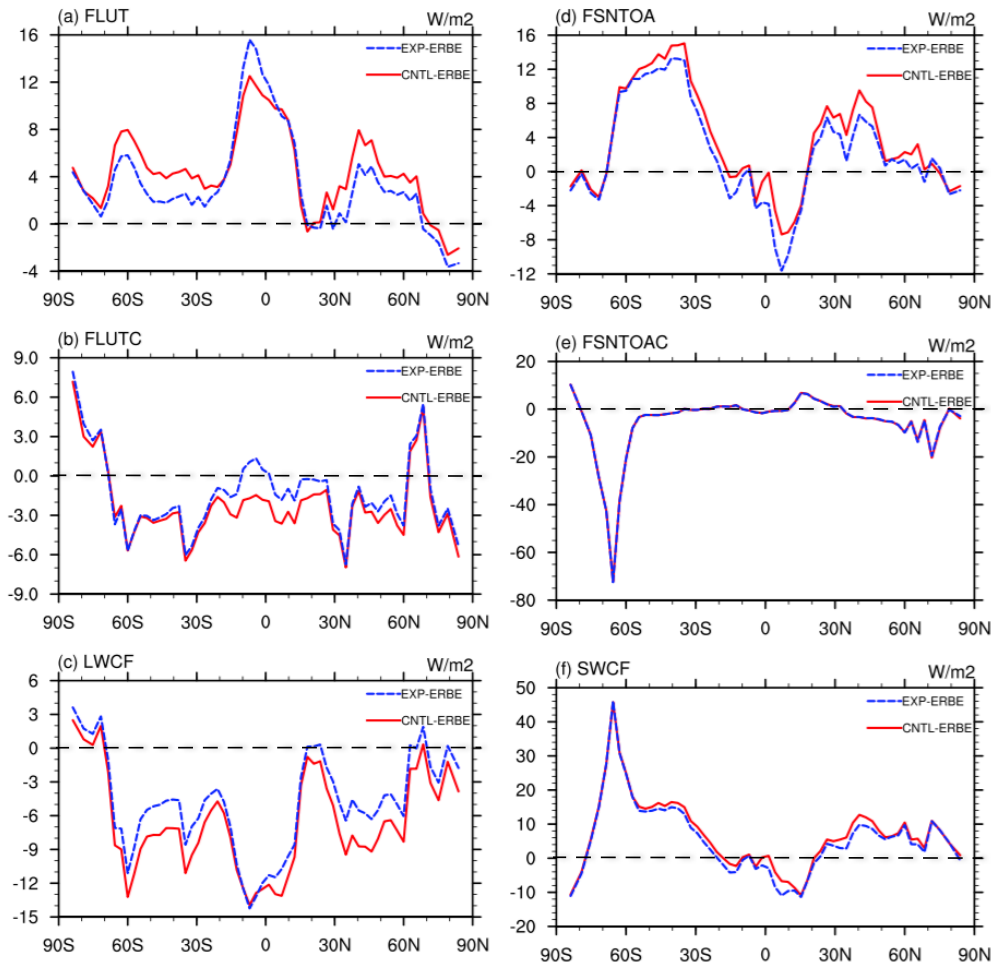 (a) FLUT W/m2
16
12
8
4
0
-4
EXP-ERBE
CNTL-ERBE
90S 60S 30S 0 30N 60N 90N
(b) FLUTC W/m2
9.0
6.0
3.0
0.0
-3.0
-6.0
-9.0
EXP-ERBE
CNTL-ERBE
90S 60S 30S 0 30N 60N 90N
(c) LWCF W/m2
6
3
0
-3
-6
-9
-12
-15
EXP-ERBE
CNTL-ERBE
90S 60S 30S 0 30N 60N 90N
(d) FSNTOA W/m2
16
12
8
4
0
-4
-8
-12
EXP-ERBE
CNTL-ERBE
90S 60S 30S 0 30N 60N 90N
(e) FSNTOAC W/m2
20
0
-20
-40
-60
-80
EXP-ERBE
CNTL-ERBE
90S 60S 30S 0 30N 60N 90N
(f) SWCF W/m2
50
40
30
20
10
0
-10
-20
EXP-ERBE
CNTL-ERBE
90S 60S 30S 0 30N 60N 90N